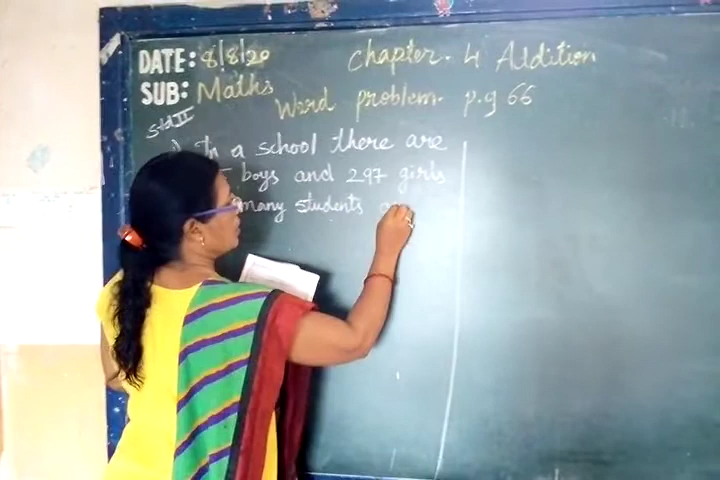 DATE: 8/8/20 Chapter. 4 Addition
SUB: Maths
Word problem. p.g 66
Std II
In a school there are
boys and 297 girls
many students